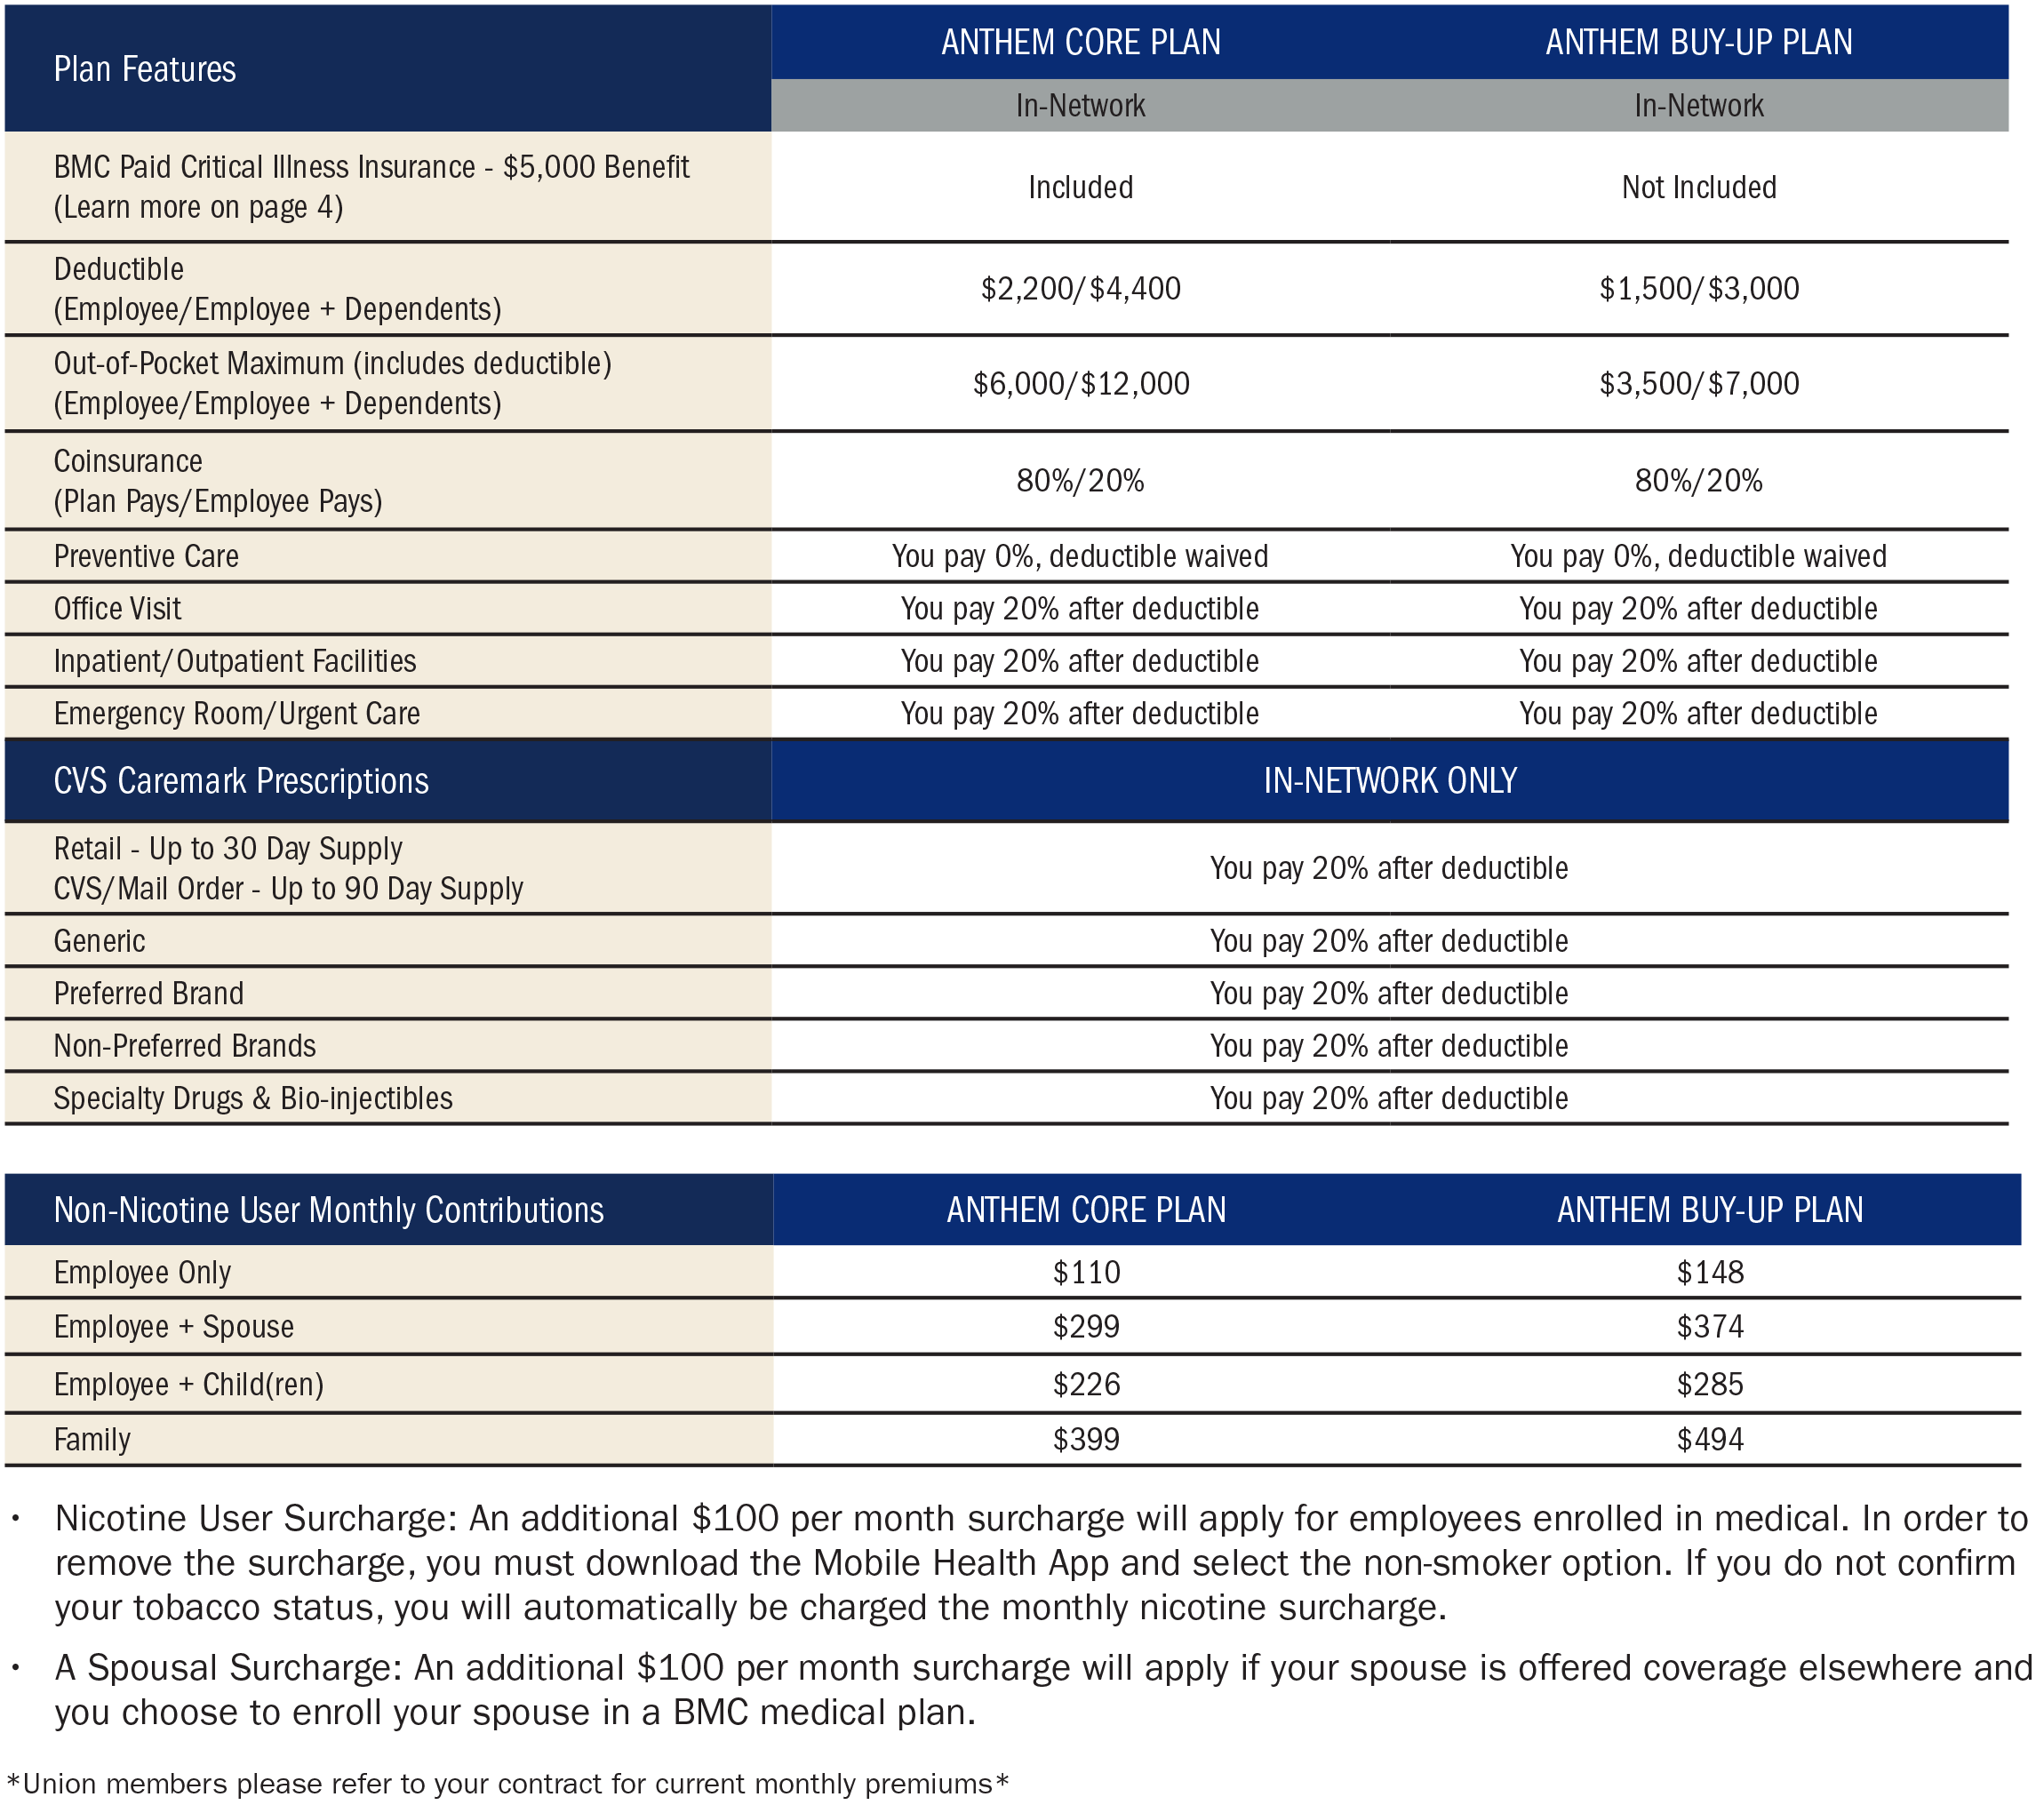 Plan Features
ANTHEM CORE PLAN
ANTHEM BUY-UP PLAN
In-Network
In-Network
BMC Paid Critical Illness Insurance - $5,000 Benefit
(Learn more on page 4)
Included
Not Included
Deductible
(Employee/Employee + Dependents)
$2,200/$4,400
$1,500/$3,000
Out-of-Pocket Maximum (includes deductible)
(Employee/Employee + Dependents)
$6,000/$12,000
$3,500/$7,000
Coinsurance
(Plan Pays/Employee Pays)
80%/20%
80%/20%
Preventive Care
You pay 0%, deductible waived
You pay 0%, deductible waived
Office Visit
You pay 20% after deductible
You pay 20% after deductible
Inpatient/Outpatient Facilities
You pay 20% after deductible
You pay 20% after deductible
Emergency Room/Urgent Care
You pay 20% after deductible
You pay 20% after deductible
CVS Caremark Prescriptions
IN-NETWORK ONLY
Retail - Up to 30 Day Supply
CVS/Mail Order - Up to 90 Day Supply
You pay 20% after deductible
Generic
You pay 20% after deductible
Preferred Brand
You pay 20% after deductible
Non-Preferred Brands
You pay 20% after deductible
Specialty Drugs & Bio-injectibles
You pay 20% after deductible
Non-Nicotine User Monthly Contributions
ANTHEM CORE PLAN
ANTHEM BUY-UP PLAN
Employee Only
$110
$148
Employee + Spouse
$299
$374
Employee + Child(ren)
$226
$285
Family
$399
$494
• Nicotine User Surcharge: An additional $100 per month surcharge will apply for employees enrolled in medical. In order to
remove the surcharge, you must download the Mobile Health App and select the non-smoker option. If you do not confirm
your tobacco status, you will automatically be charged the monthly nicotine surcharge.
• A Spousal Surcharge: An additional $100 per month surcharge will apply if your spouse is offered coverage elsewhere and
you choose to enroll your spouse in a BMC medical plan.
*Union members please refer to your contract for current monthly premiums*